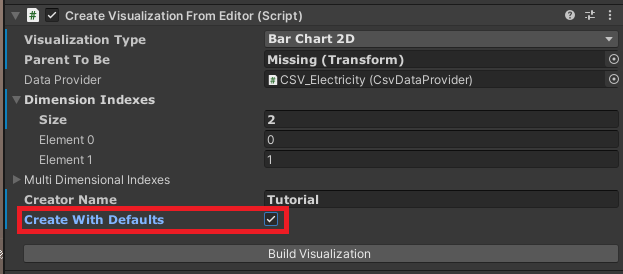 Create Visualization From Editor (Script)
Visualization Type Bar Chart 2D
Parent To Be Missing (Transform)
Data Provider CSV_Electricity (CsvDataProvider)
Dimension Indexes
Size 2
Element 0 0
Element 1 1
Multi Dimensional Indexes
Creator Name Tutorial
Create With Defaults
Build Visualization